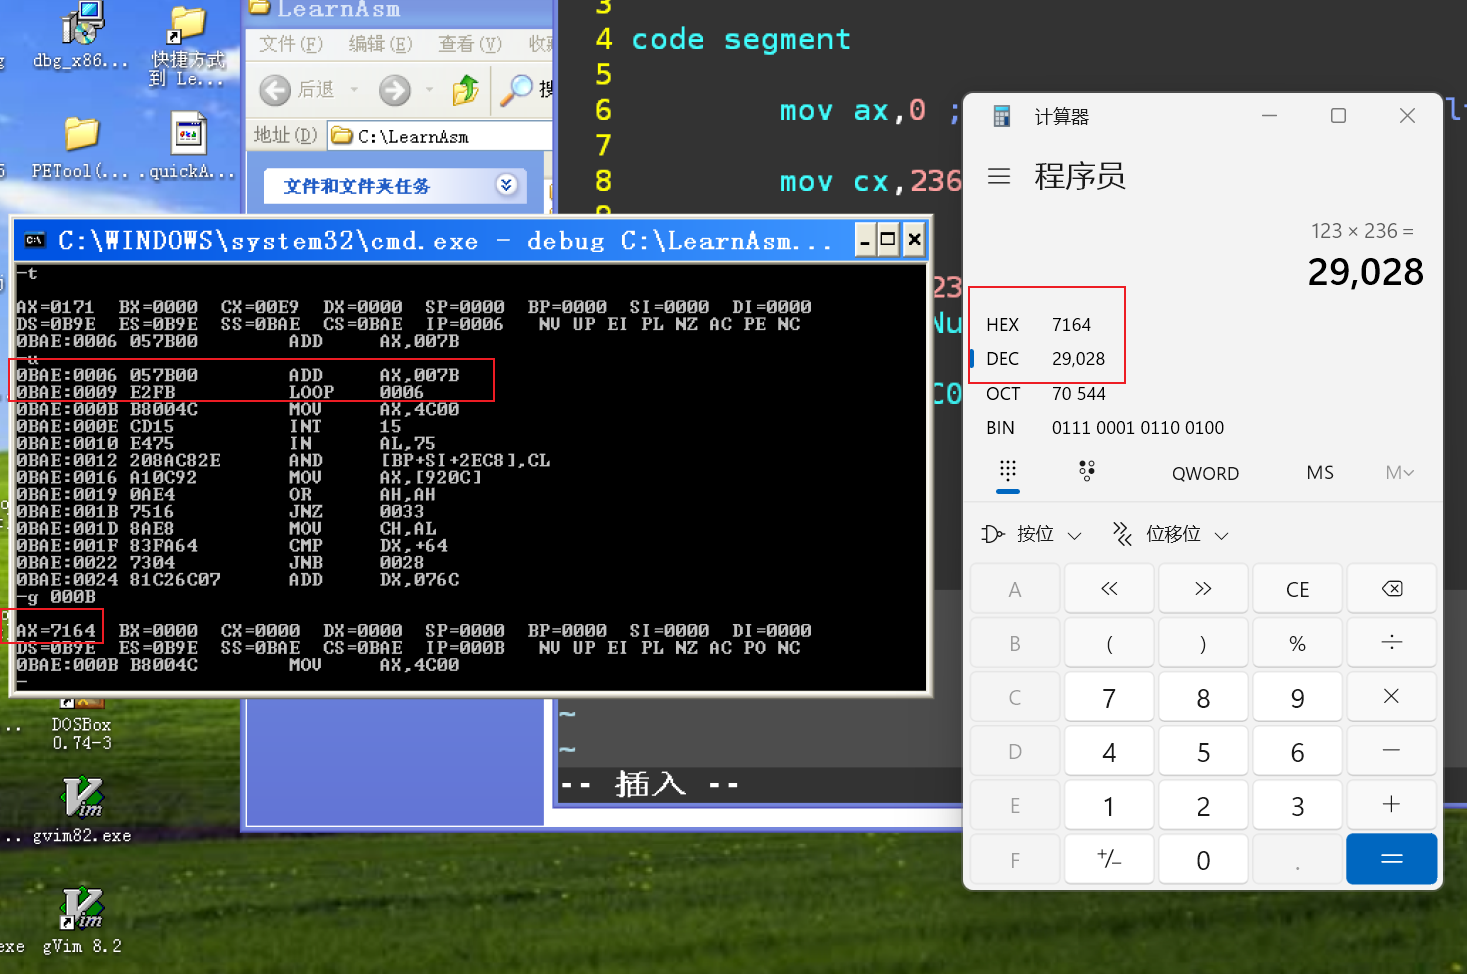 dbg_x86...
快捷方式
到 Le...
PETool(...
.quickA...
LearnAsm
文件(F) 编辑(E) 查看(V)
后退
地址(D) C:\LearnAsm
文件和文件夹任务
3
4 code segment
5
6 mov ax,0 ;
7
8 mov cx,236
C:\WINDOWS\system32\cmd.exe - debug C:\LearnAsm...
-t
AX=0171 BX=0000 CX=00E9 DX=0000 SP=0000 BP=0000 SI=0000 DI=0000
DS=0B9E ES=0B9E SS=0BAE CS=0BAE IP=0006 NV UP EI PL NZ AC PE NC
0BAE:0006 057B00 ADD AX,007B
-u
0BAE:0006 057B00 ADD AX,007B
0BAE:0009 E2FB LOOP 0006
0BAE:000B B8004C MOV AX,4C00
0BAE:000E CD15 INT 15
0BAE:0010 E475 IN AL,75
0BAE:0012 208AC82E AND [BP+SI+2EC8],CL
0BAE:0016 A10C92 MOV AX,[920C]
0BAE:0019 0AE4 OR AH,AH
0BAE:001B 7516 JNZ 0033
0BAE:001D 8AE8 MOV CH,AL
0BAE:001F 83FA64 CMP DX,+64
0BAE:0022 7304 JNB 0028
0BAE:0024 81C26C07 ADD DX,076C
-g 000B
AX=7164 BX=0000 CX=0000 DX=0000 SP=0000 BP=0000 SI=0000 DI=0000
DS=0B9E ES=0B9E SS=0BAE CS=0BAE IP=000B NV UP EI PL NZ AC PO NC
0BAE:000B B8004C MOV AX,4C00
-
~
~
-- 插入 --
DOSBox
0.74-3
gvim82.exe
gVim 8.2
计算器
程序员
123 × 236 =
29,028
HEX 7164
DEC 29,028
OCT 70 544
BIN 0111 0001 0110 0100
QWORD MS M
按位 位移位
A << >> CE
B ( ) % ÷
C 7 8 9 ×
D 4 5 6 −
E 1 2 3 +
F +/− 0 . =